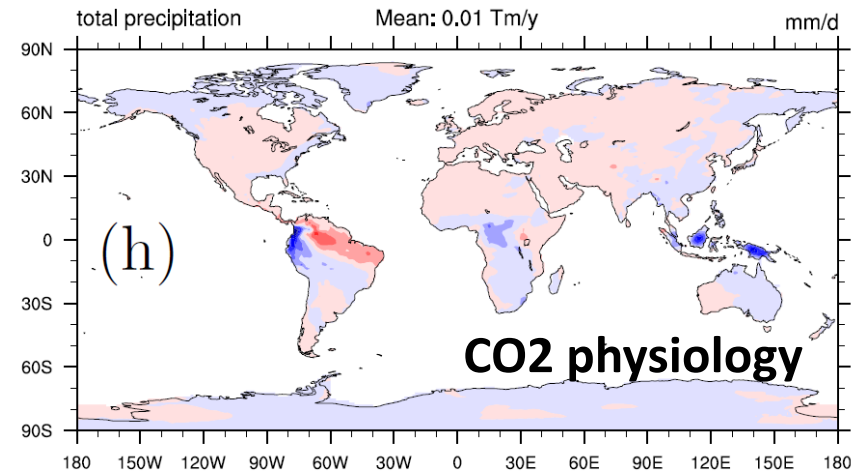 total precipitation Mean: 0.01 Tm/y mm/d
90N
60N
30N
0
30S
60S
90S
(h)
CO2 physiology
180 150W 120W 90W 60W 30W 0 30E 60E 90E 120E 150E 180